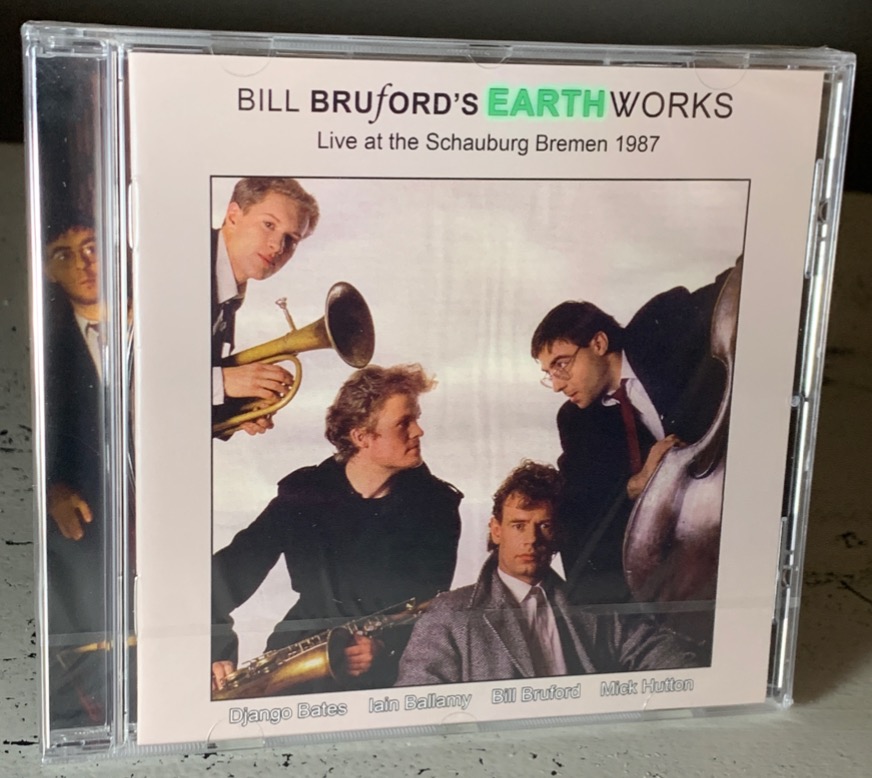 BILL BRUfORD'S EARTHWORKS
Live at the Schauburg Bremen 1987
Django Bates Iain Ballamy Bill Bruford Mick Hutton